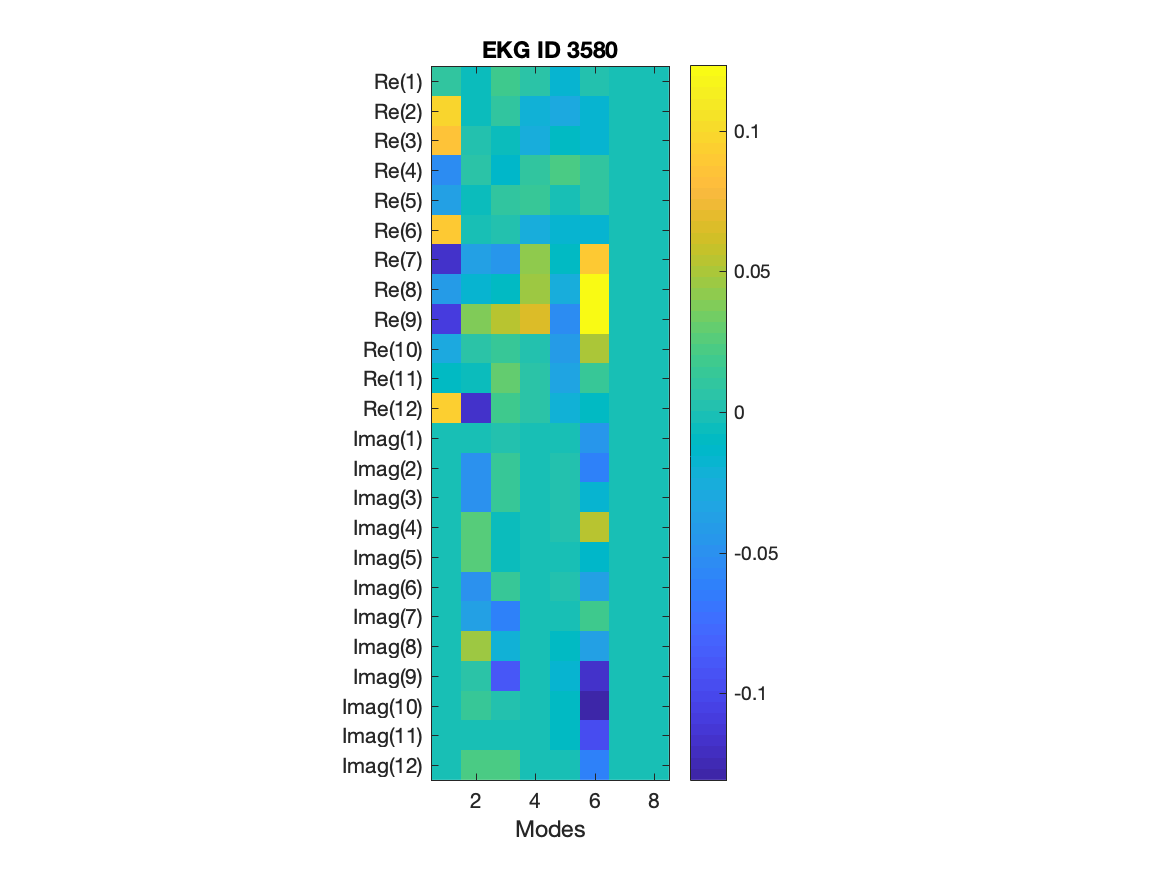 EKG ID 3580
Re(1)
Re(2)
Re(3)
Re(4)
Re(5)
Re(6)
Re(7)
Re(8)
Re(9)
Re(10)
Re(11)
Re(12)
Imag(1)
Imag(2)
Imag(3)
Imag(4)
Imag(5)
Imag(6)
Imag(7)
Imag(8)
Imag(9)
Imag(10)
Imag(11)
Imag(12)
2 4 6 8
Modes
0.1
0.05
0
-0.05
-0.1